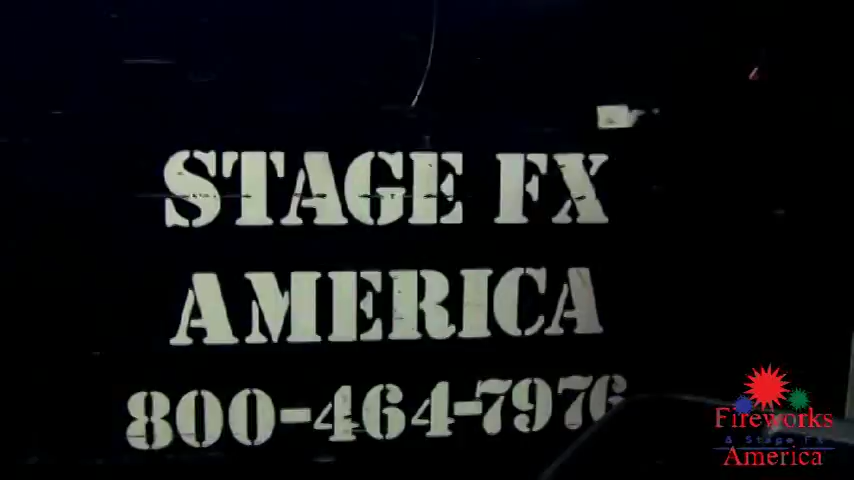 STAGE FX
AMERICA
800-464-7976
Fireworks
& Stage FX
America